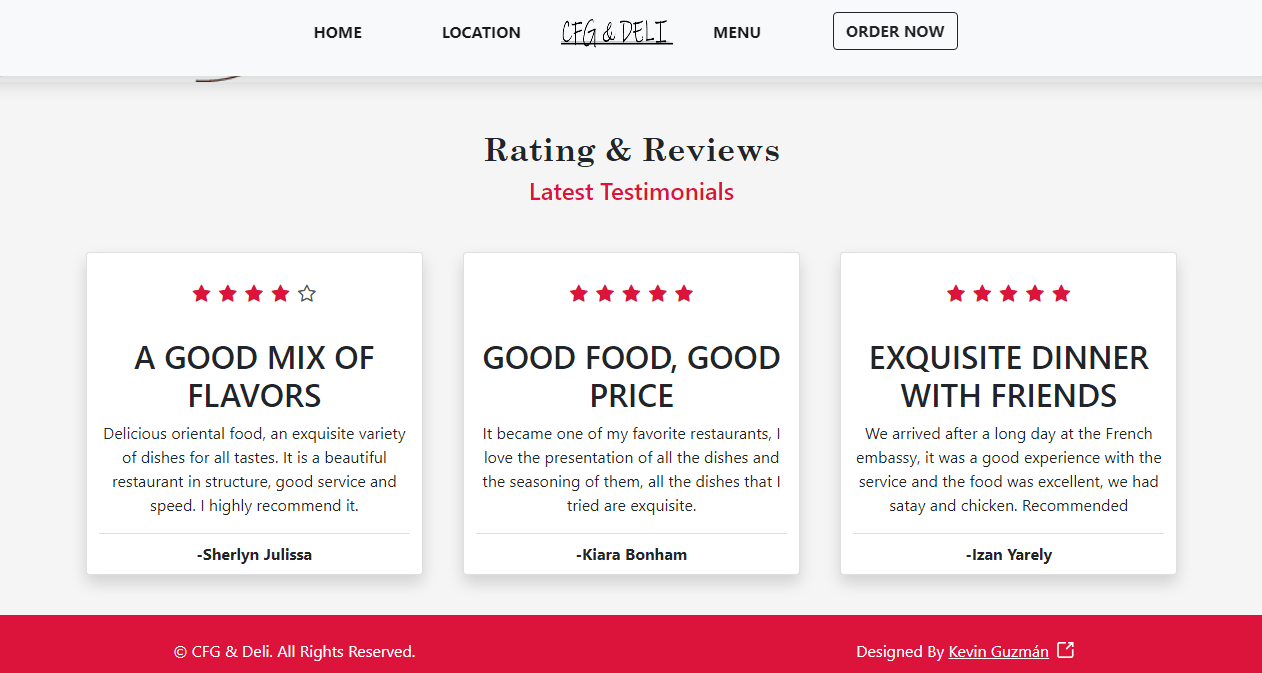 HOME LOCATION CFG & DELI MENU ORDER NOW
Rating & Reviews
Latest Testimonials
A GOOD MIX OF
FLAVORS
Delicious oriental food, an exquisite variety
of dishes for all tastes. It is a beautiful
restaurant in structure, good service and
speed. I highly recommend it.
-Sherlyn Julissa
GOOD FOOD, GOOD
PRICE
It became one of my favorite restaurants, I
love the presentation of all the dishes and
the seasoning of them, all the dishes that I
tried are exquisite.
-Kiara Bonham
EXQUISITE DINNER
WITH FRIENDS
We arrived after a long day at the French
embassy, it was a good experience with the
service and the food was excellent, we had
satay and chicken. Recommended
-Izan Yarely
© CFG & Deli. All Rights Reserved.
Designed By Kevin Guzmán